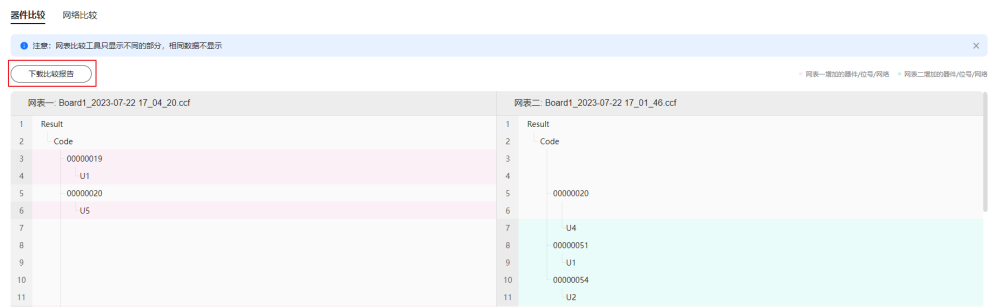 器件比较 网络比较
注意：网表比较工具只显示不同的部分，相同数据不显示
下载比较报告
网表一增加的器件/位号/网络 网表二增加的器件/位号/网络
网表一: Board1_2023-07-22 17_04_20.ccf 网表二: Board1_2023-07-22 17_01_46.ccf
1 Result 1 Result
2 Code 2 Code
3 00000019 3
4 U1 4
5 00000020 5 00000020
6 U5 6
7 7 U4
8 8 00000051
9 9 U1
10 10 00000054
11 11 U2